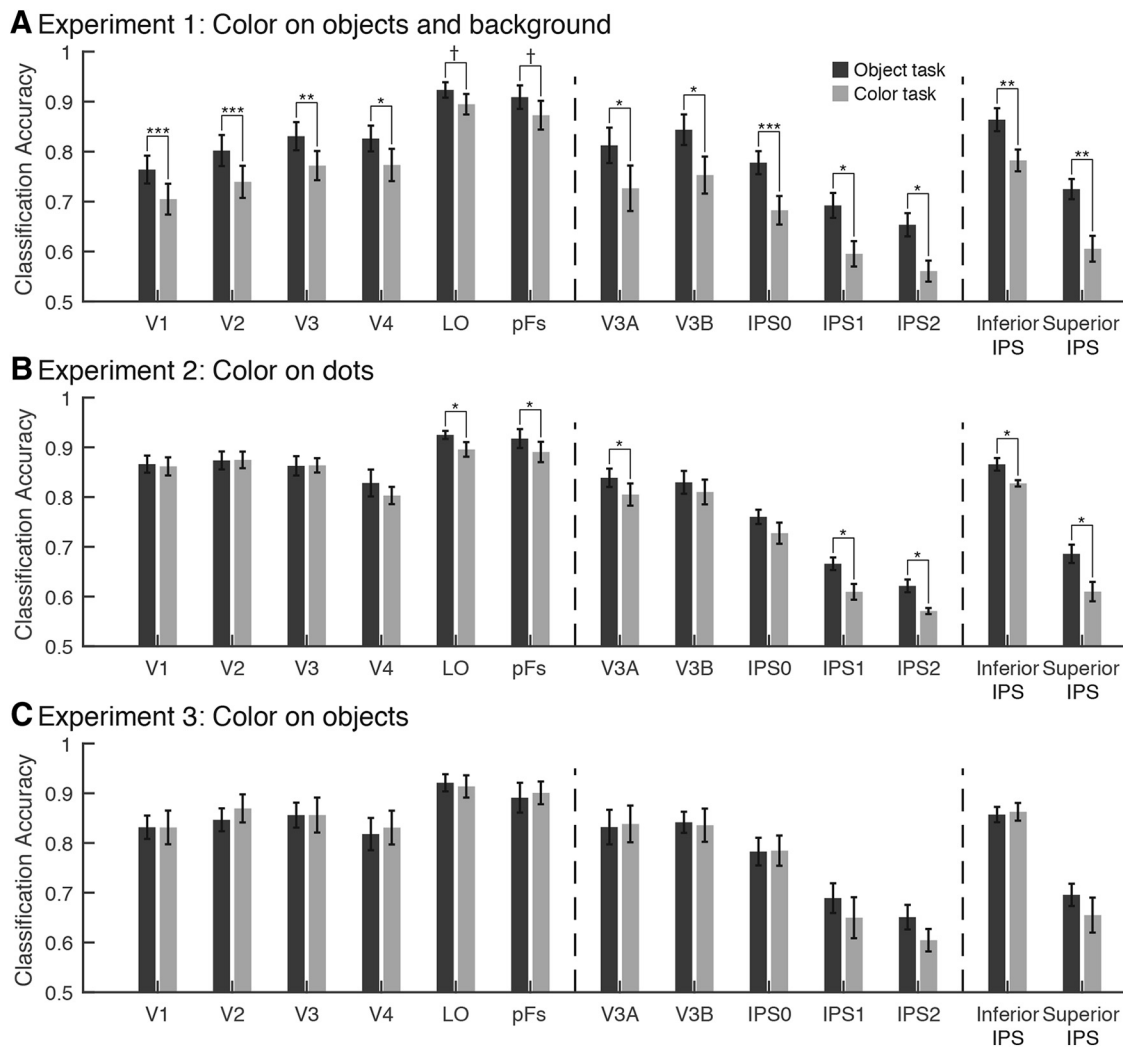 A Experiment 1: Color on objects and background
Classification Accuracy
1
0.9
0.8
0.7
0.6
0.5
Object task
Color task
*** *** ** * † † * * *** * * ** **
V1 V2 V3 V4 LO pFs V3A V3B IPS0 IPS1 IPS2 Inferior IPS Superior IPS
B Experiment 2: Color on dots
Classification Accuracy
1
0.9
0.8
0.7
0.6
0.5
* * * * * * *
V1 V2 V3 V4 LO pFs V3A V3B IPS0 IPS1 IPS2 Inferior IPS Superior IPS
C Experiment 3: Color on objects
Classification Accuracy
1
0.9
0.8
0.7
0.6
0.5
V1 V2 V3 V4 LO pFs V3A V3B IPS0 IPS1 IPS2 Inferior IPS Superior IPS